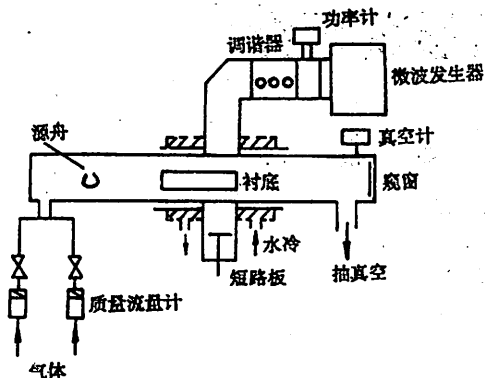 功率计
调谐器
微波发生器
源舟
真空计
衬底
窥窗
水冷
短路板
抽真空
质量流量计
气体